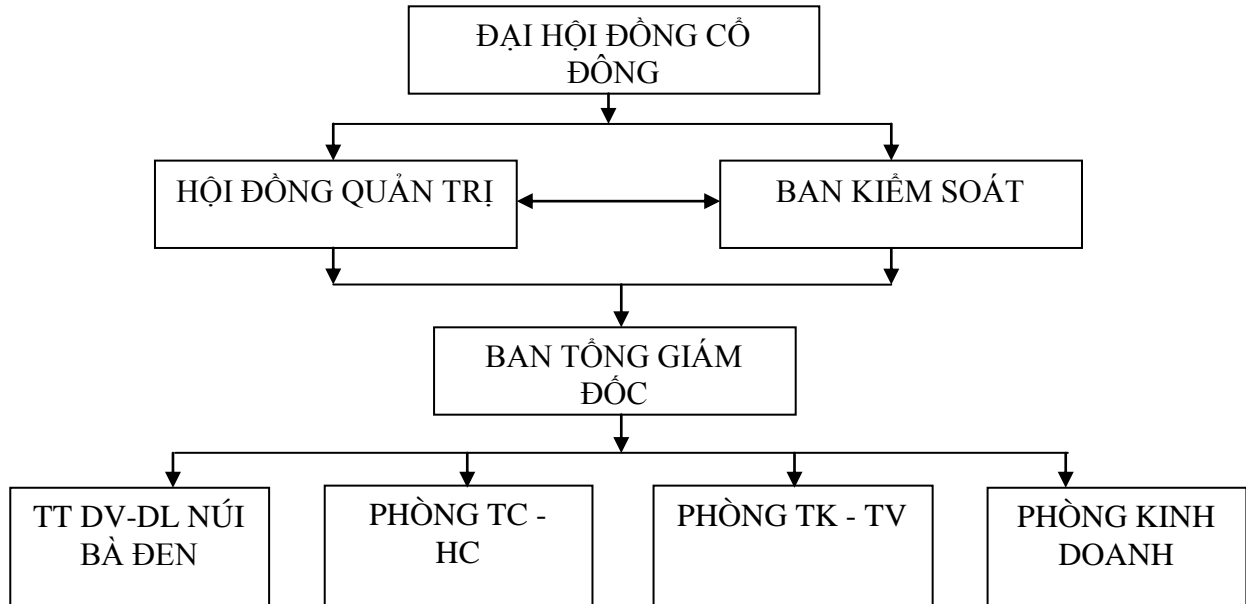 ĐẠI HỘI ĐỒNG CỔ
ĐÔNG
HỘI ĐỒNG QUẢN TRỊ
BAN KIỂM SOÁT
BAN TỔNG GIÁM
ĐỐC
TT DV-DL NÚI
BÀ ĐEN
PHÒNG TC -
HC
PHÒNG TK - TV
PHÒNG KINH
DOANH